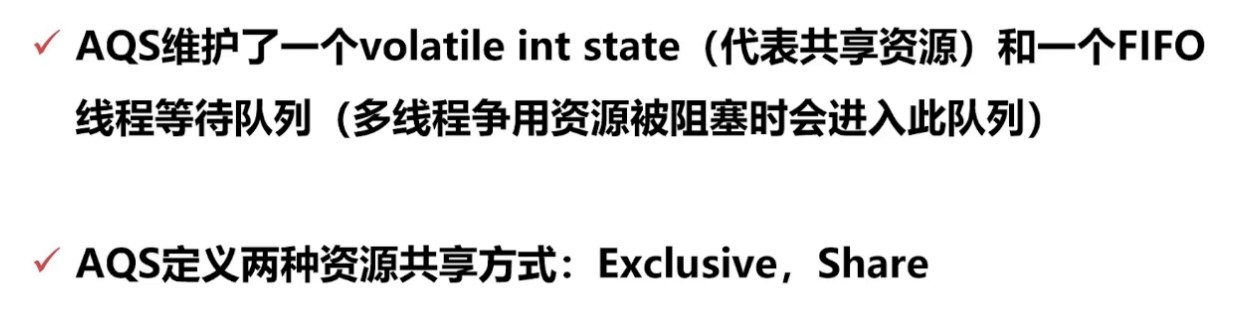 ✓ AQS维护了一个volatile int state（代表共享资源）和一个FIFO
线程等待队列（多线程争用资源被阻塞时会进入此队列）
✓ AQS定义两种资源共享方式：Exclusive，Share